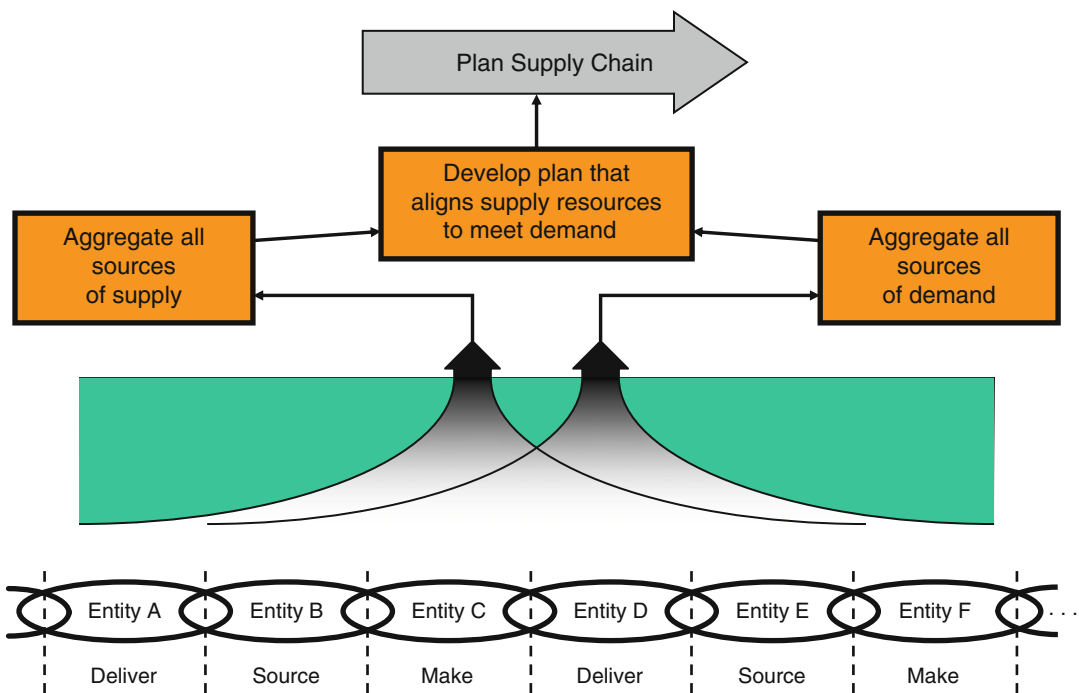 Plan Supply Chain
Develop plan that
aligns supply resources
to meet demand
Aggregate all
sources
of supply
Aggregate all
sources
of demand
Entity A Entity B Entity C Entity D Entity E Entity F . . .
Deliver Source Make Deliver Source Make